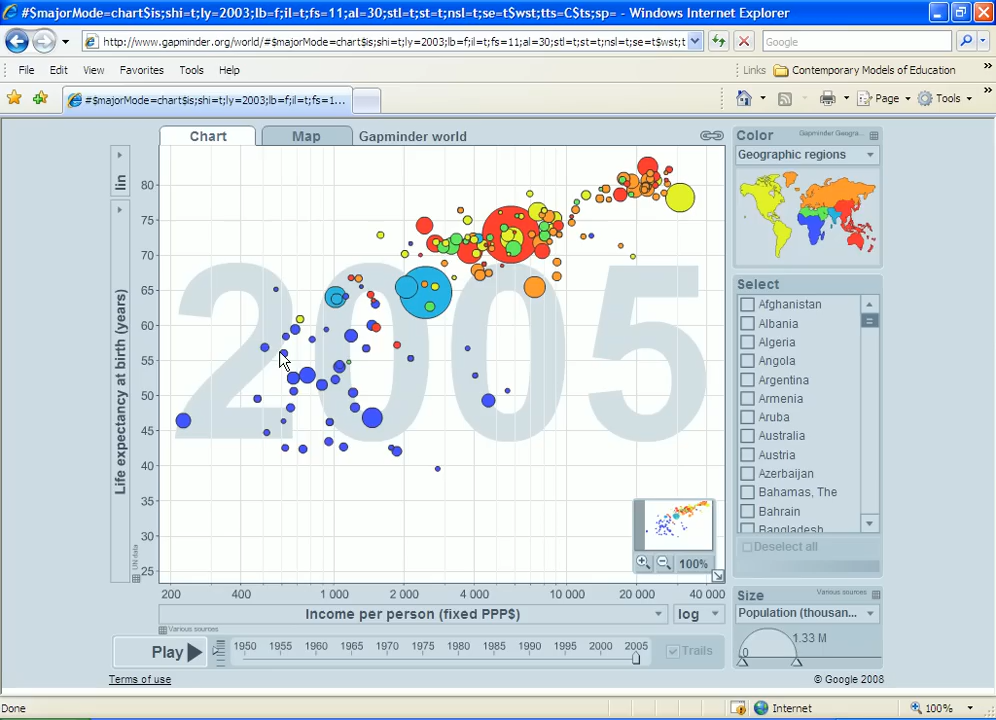 #$majorMode=chart$is;shi=t;ly=2003;lb=f;il=t;fs=11;al=30;stl=t;st=t;nsl=t;se=t$wst;tts=C$ts;sp= - Windows Internet Explorer
http://www.gapminder.org/world/#$majorMode=chart$is;shi=t;ly=2003;lb=f;il=t;fs=11;al=30;stl=t;st=t;nsl=t;se=t$wst;t
Google
File Edit View Favorites Tools Help
Links Contemporary Models of Education
#$majorMode=chart$is;shi=t;ly=2003;lb=f;il=t;fs=1...
Page Tools
Chart Map Gapminder world
Color Gapminder Geogra...
Geographic regions
lin
Life expectancy at birth (years)
UN data
80
75
70
65
60
55
50
45
40
35
30
25
2005
200 400 1 000 2 000 4 000 10 000 20 000 40 000
100%
Income per person (fixed PPP$) log
Various sources
Select
Afghanistan
Albania
Algeria
Angola
Argentina
Armenia
Aruba
Australia
Austria
Azerbaijan
Bahamas, The
Bahrain
Bangladesh
Deselect all
Size Various sources
Population (thousan...
1.33 M
0
Play
1950 1955 1960 1965 1970 1975 1980 1985 1990 1995 2000 2005
Trails
Terms of use
© Google 2008
Done Internet 100%